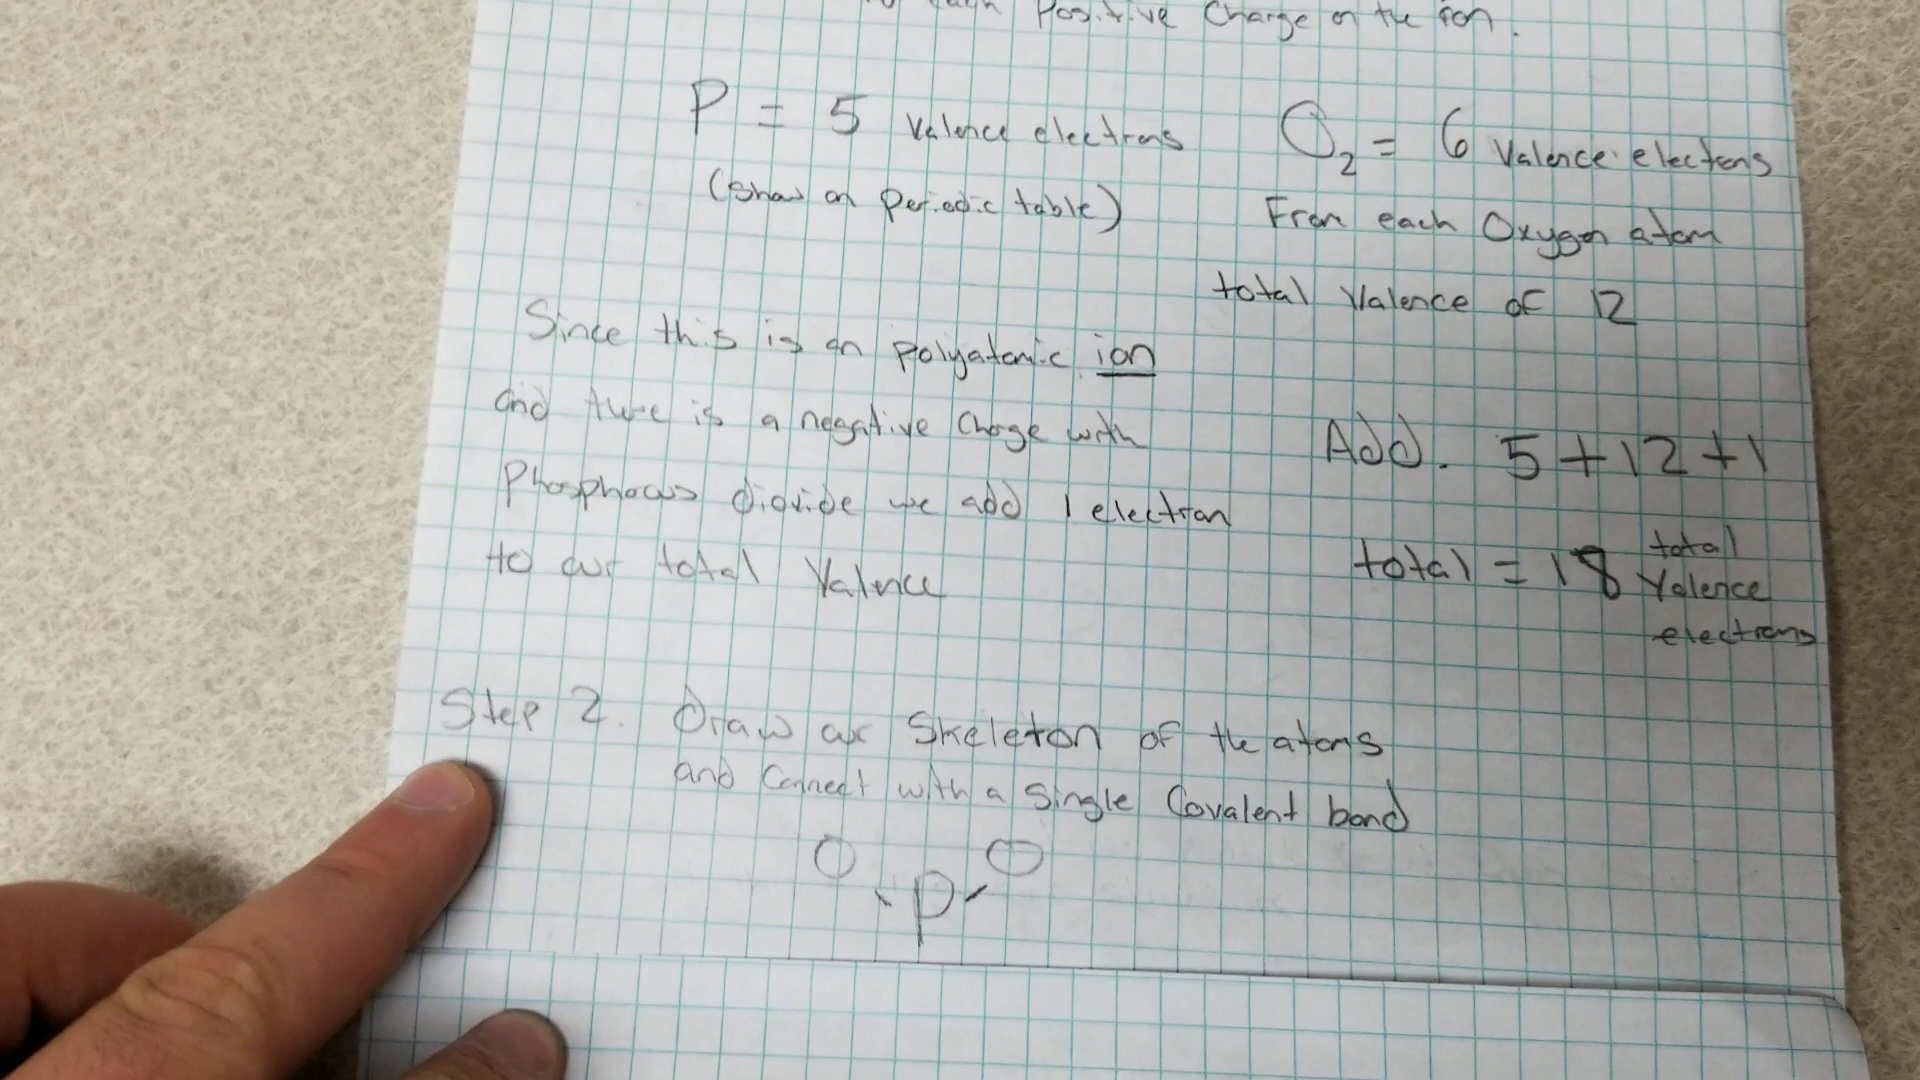 each Positive Charge on the ion.
P = 5 valence electrons
(Show on periodic table)
O2 = 6 Valence electons
From each Oxygen atom
total Valence of 12
Since this is an polyatomic ion
and there is a negative Charge with
Phosphorus dioxide we add 1 electron
to our total Valence
Add. 5+12+1
total = 18 total
Valence
electrons
Step 2. Draw our Skeleton of the atoms
and Connect with a Single Covalent bond
O P O